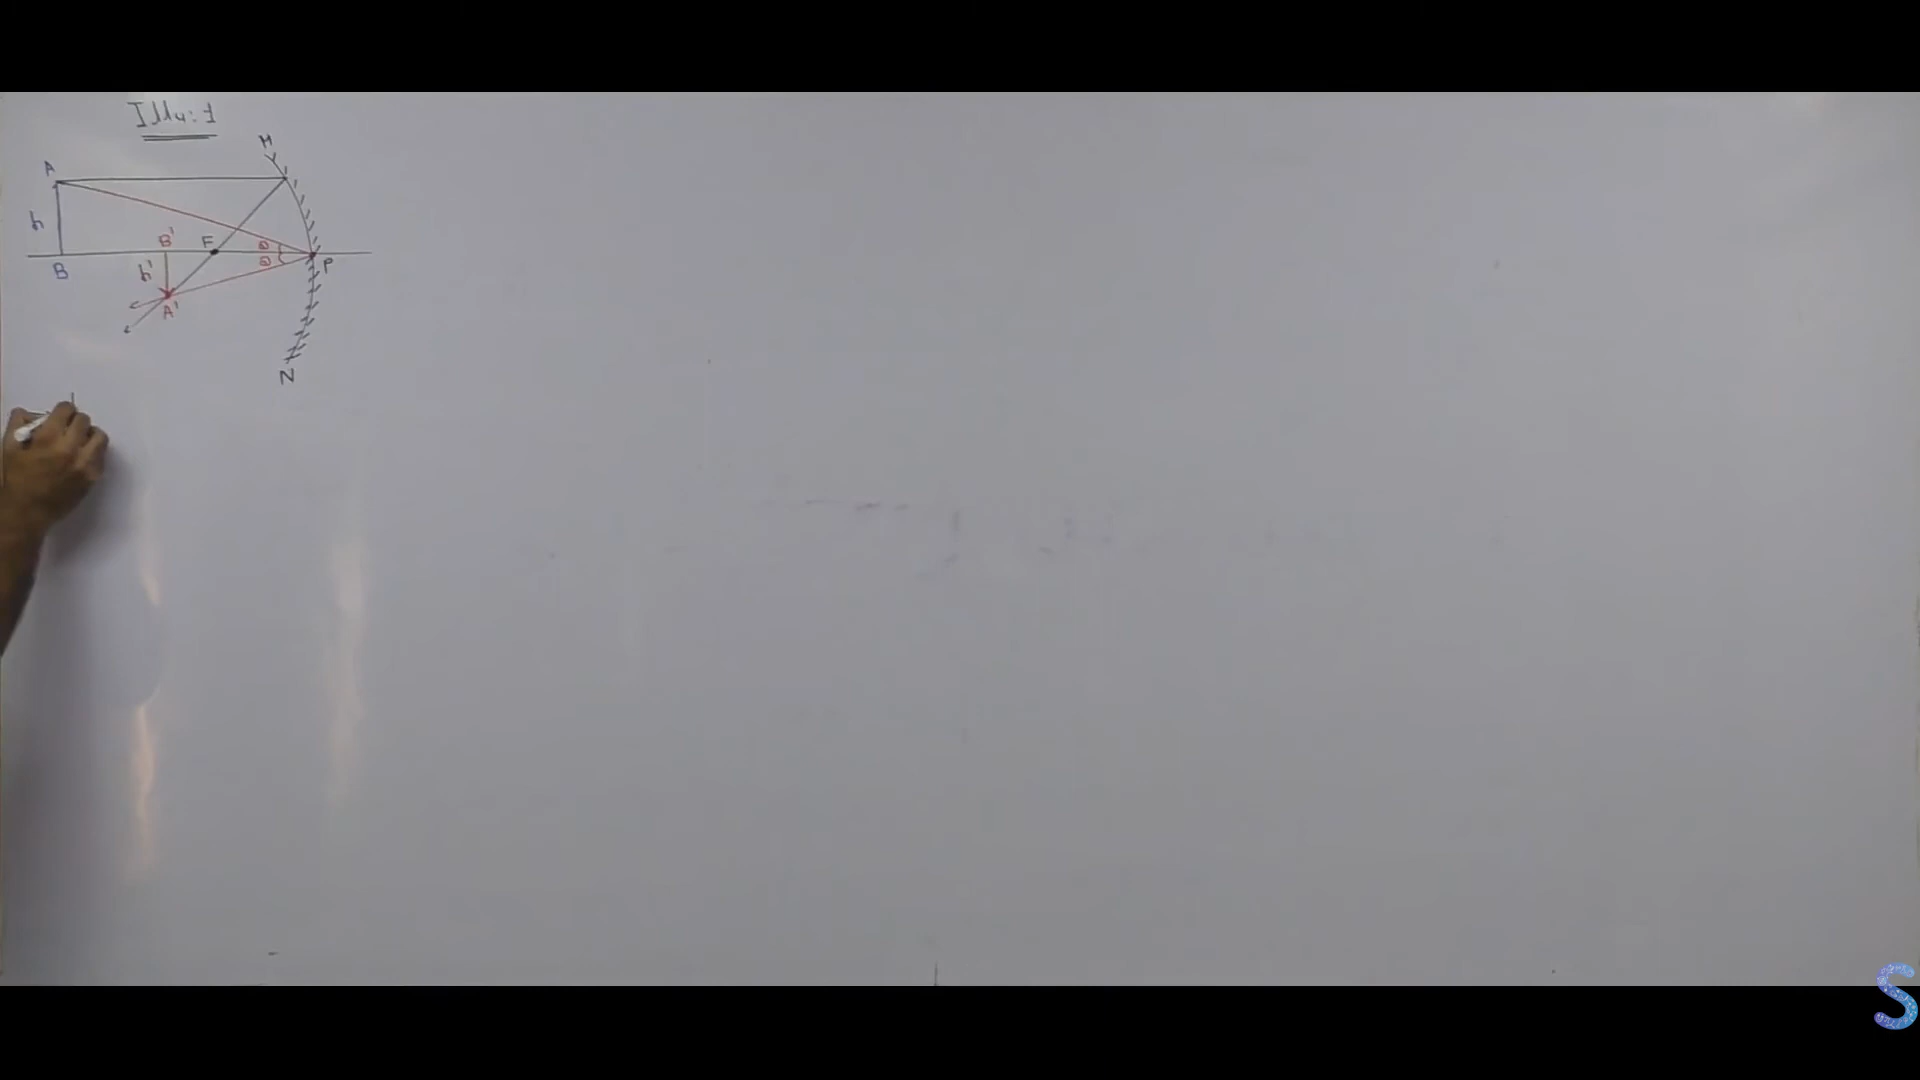 Illu: 1
M
A
h
B' F θ
B h' θ P
A'
N
S